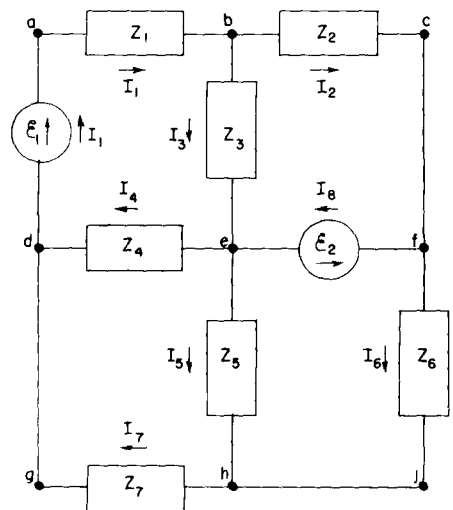 a Z₁ b Z₂ c
I₁ I₂
ℰ₁ I₁ I₃ Z₃
I₄ I₈
d Z₄ e ℰ₂ f
I₅ Z₅ I₆ Z₆
I₇
g Z₇ h j